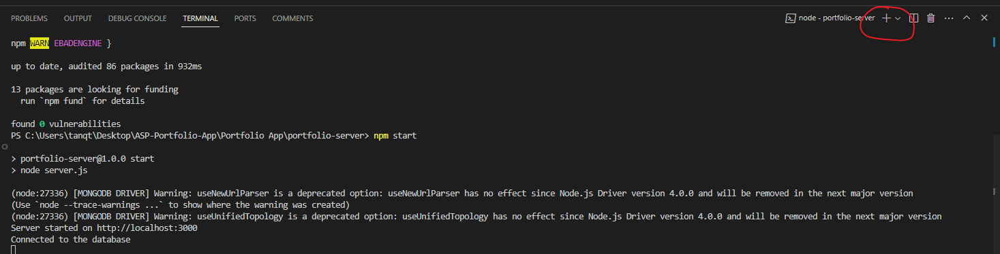 PROBLEMS OUTPUT DEBUG CONSOLE TERMINAL PORTS COMMENTS node - portfolio-server
npm WARN EBADENGINE }
up to date, audited 86 packages in 932ms
13 packages are looking for funding
run `npm fund` for details
found 0 vulnerabilities
PS C:\Users\tanqt\Desktop\ASP-Portfolio-App\Portfolio App\portfolio-server> npm start
> portfolio-server@1.0.0 start
> node server.js
(node:27336) [MONGODB DRIVER] Warning: useNewUrlParser is a deprecated option: useNewUrlParser has no effect since Node.js Driver version 4.0.0 and will be removed in the next major version
(Use `node --trace-warnings ...` to show where the warning was created)
(node:27336) [MONGODB DRIVER] Warning: useUnifiedTopology is a deprecated option: useUnifiedTopology has no effect since Node.js Driver version 4.0.0 and will be removed in the next major version
Server started on http://localhost:3000
Connected to the database